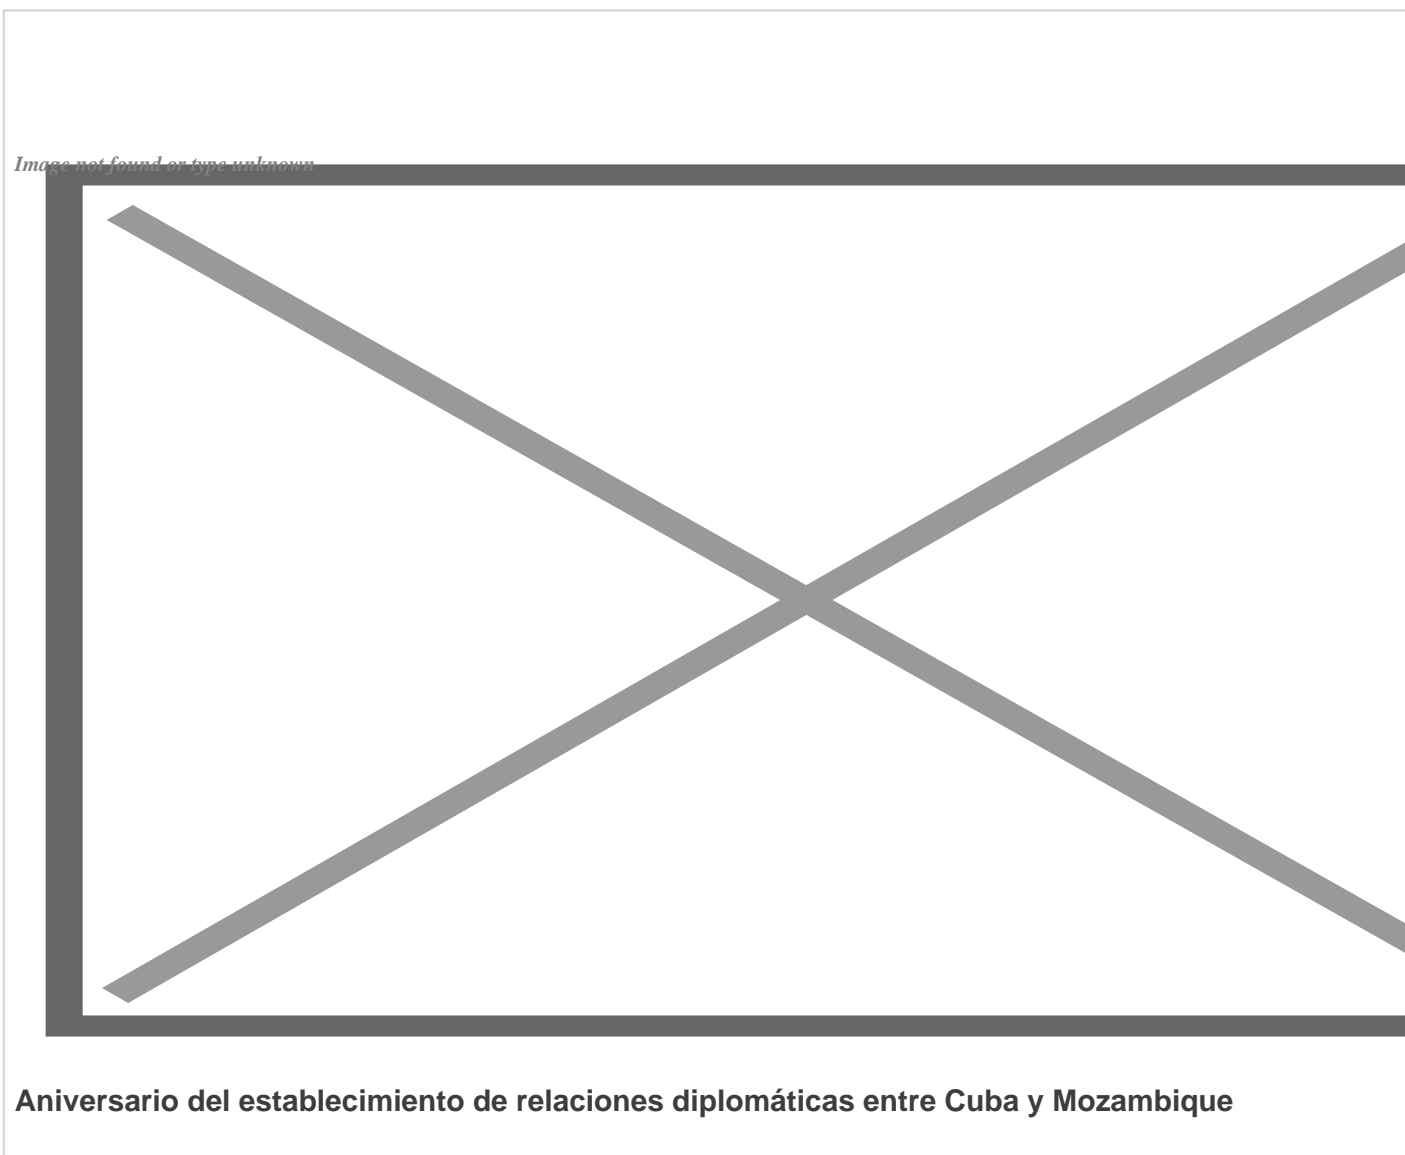 Image not found or type unknown
Aniversario del establecimiento de relaciones diplomáticas entre Cuba y Mozambique